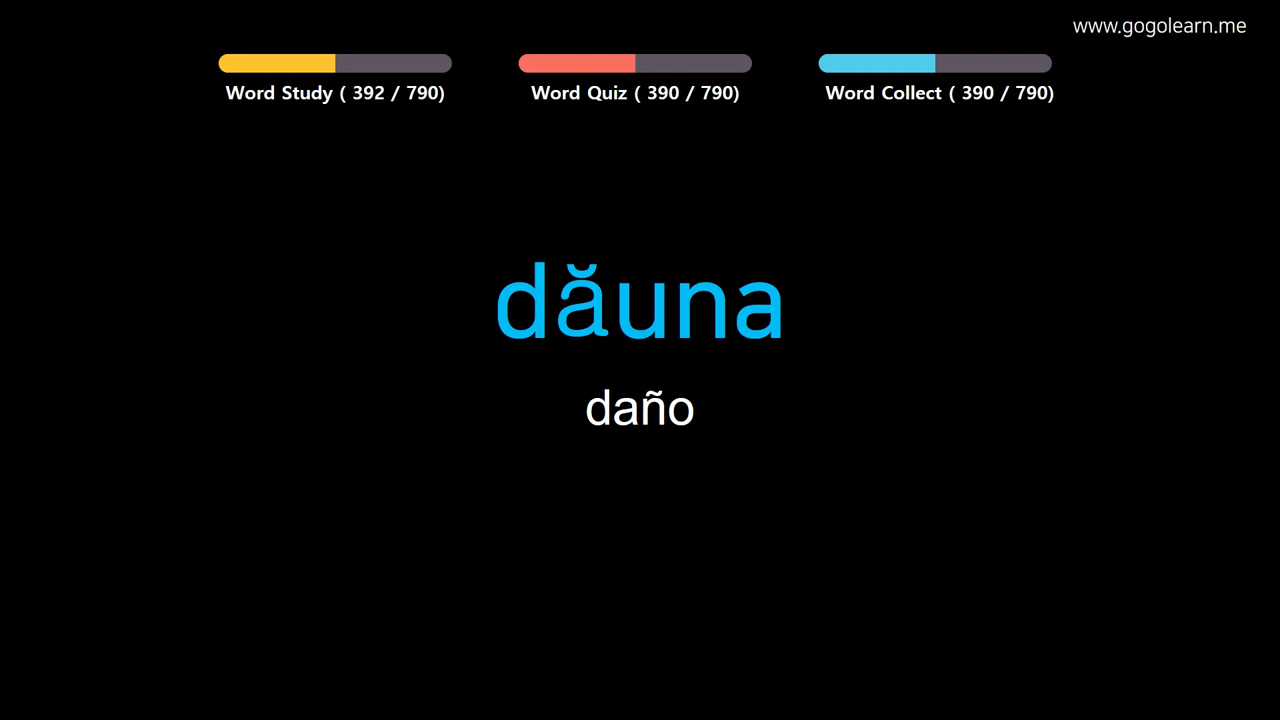 www.gogolearn.me
Word Study ( 392 / 790)
Word Quiz ( 390 / 790)
Word Collect ( 390 / 790)
dăuna
daño